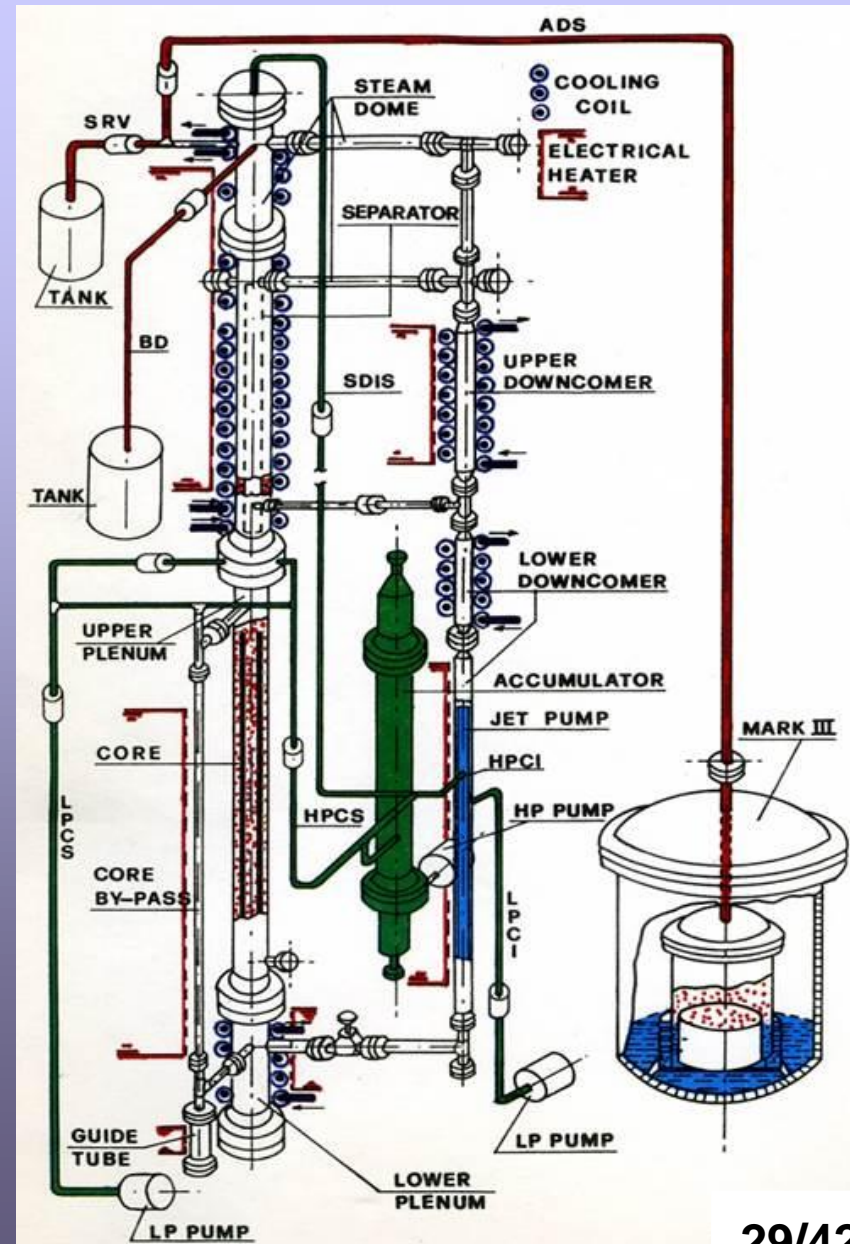 ADS
STEAM
DOME
COOLING
COIL
SRV
ELECTRICAL
HEATER
SEPARATOR
TANK
BD
SDIS
UPPER
DOWNCOMER
TANK
LOWER
DOWNCOMER
UPPER
PLENUM
ACCUMULATOR
JET PUMP
MARK III
CORE
HPCI
HPCS
HP PUMP
LPCS
CORE
BY-PASS
LPCI
GUIDE
TUBE
LP PUMP
LOWER
PLENUM
LP PUMP
29/42